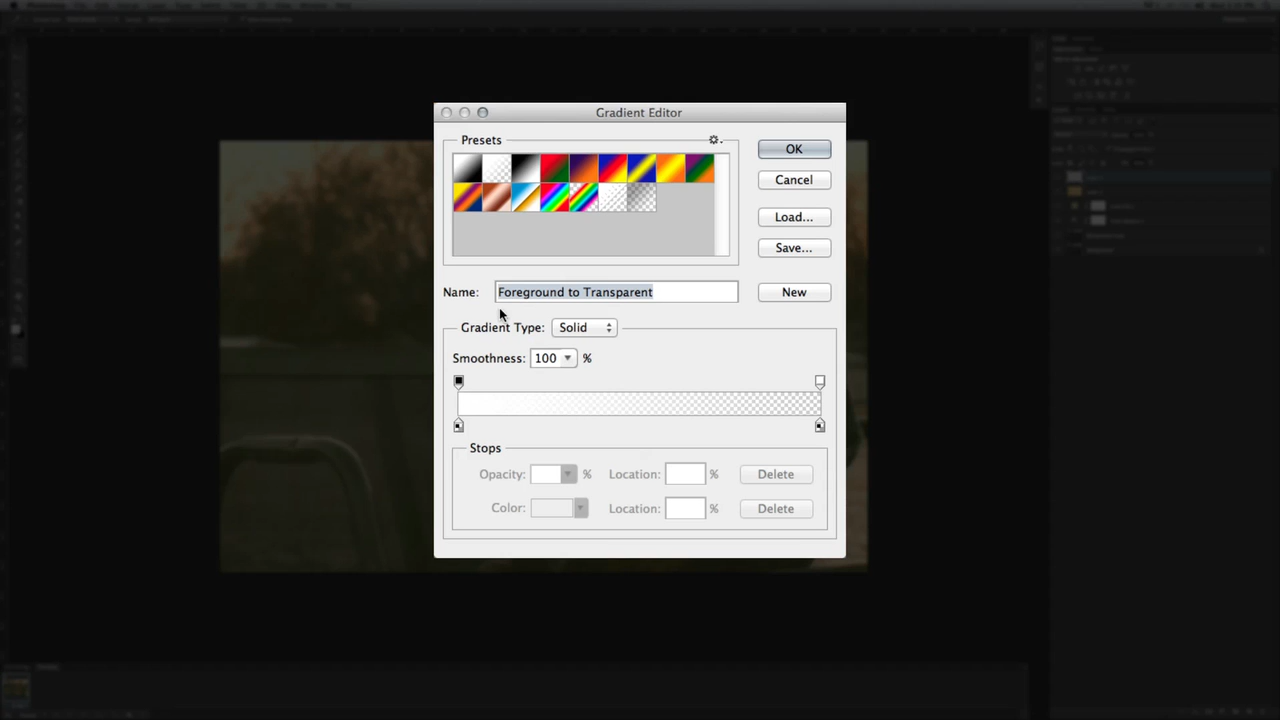 Gradient Editor
Presets
OK
Cancel
Load...
Save...
Name: Foreground to Transparent
New
Gradient Type: Solid
Smoothness: 100 %
Stops
Opacity: % Location: % Delete
Color: Location: % Delete